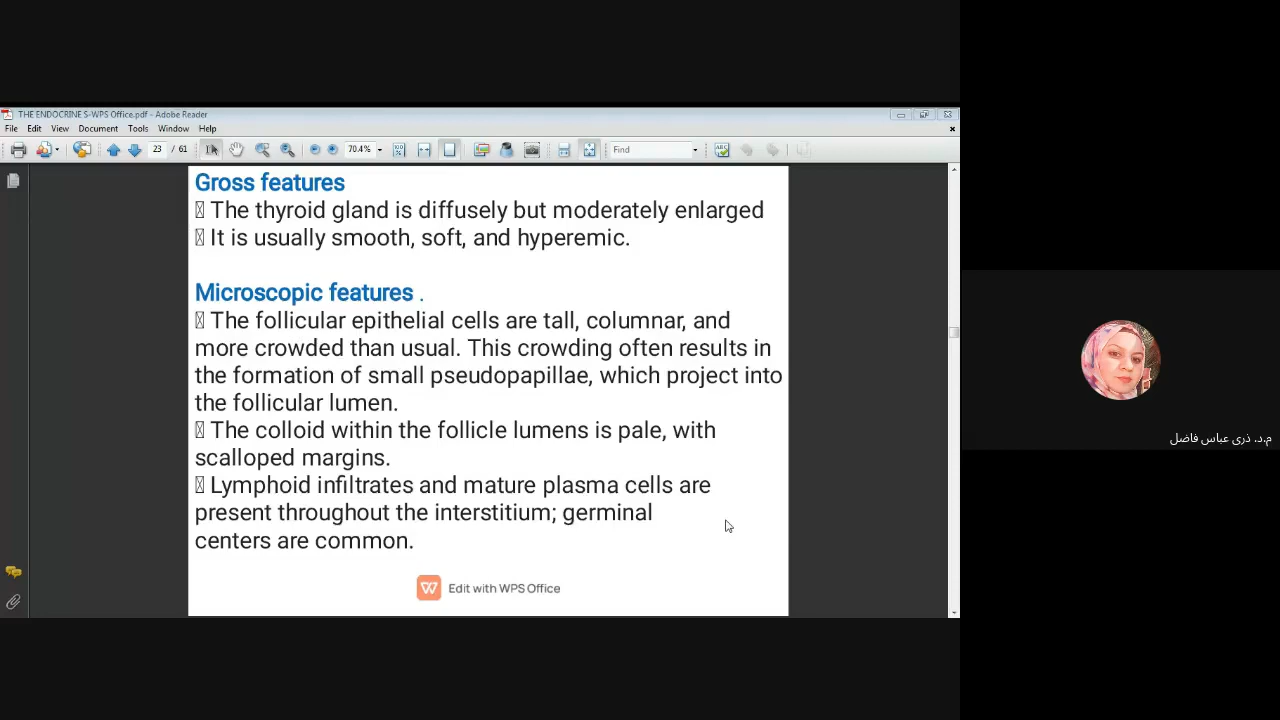 THE ENDOCRINE S-WPS Office.pdf - Adobe Reader
File Edit View Document Tools Window Help
23 / 61 70.4% Find
Gross features
The thyroid gland is diffusely but moderately enlarged
It is usually smooth, soft, and hyperemic.
Microscopic features .
The follicular epithelial cells are tall, columnar, and
more crowded than usual. This crowding often results in
the formation of small pseudopapillae, which project into
the follicular lumen.
The colloid within the follicle lumens is pale, with
scalloped margins.
Lymphoid infiltrates and mature plasma cells are
present throughout the interstitium; germinal
centers are common.
Edit with WPS Office
م.د. ذرى عباس فاضل